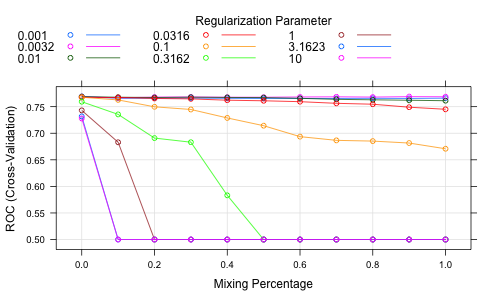 Regularization Parameter
0.001 0.0316 1
0.0032 0.1 3.1623
0.01 0.3162 10
ROC (Cross-Validation)
0.75
0.70
0.65
0.60
0.55
0.50
0.0 0.2 0.4 0.6 0.8 1.0
Mixing Percentage